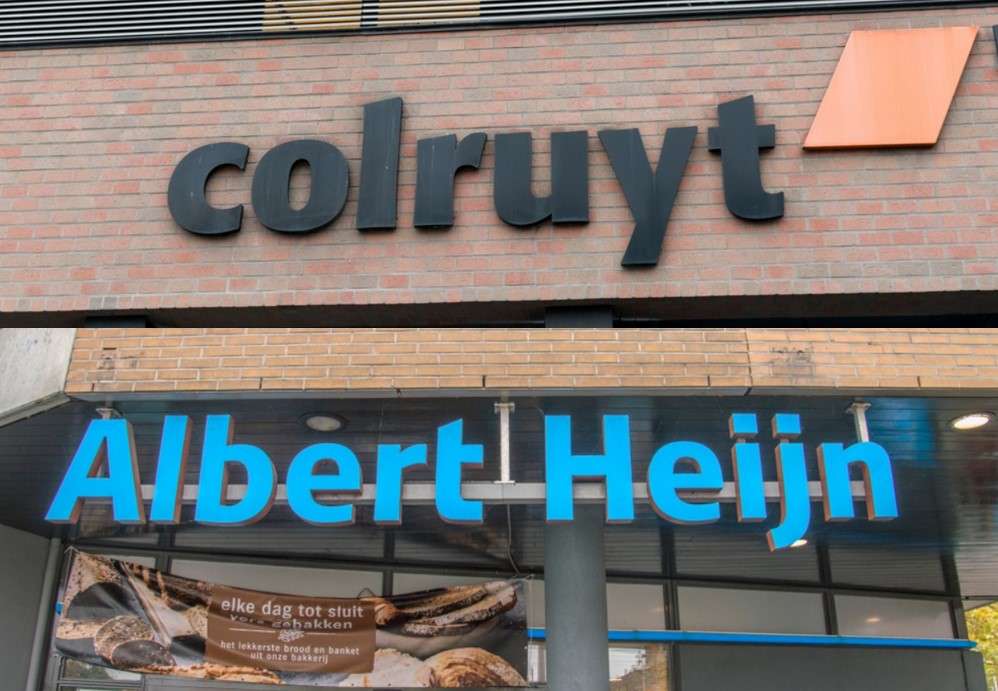 colruyt
Albert Heijn
elke dag tot sluit
vers gebakken
het lekkerste brood en banket
uit onze bakkerij